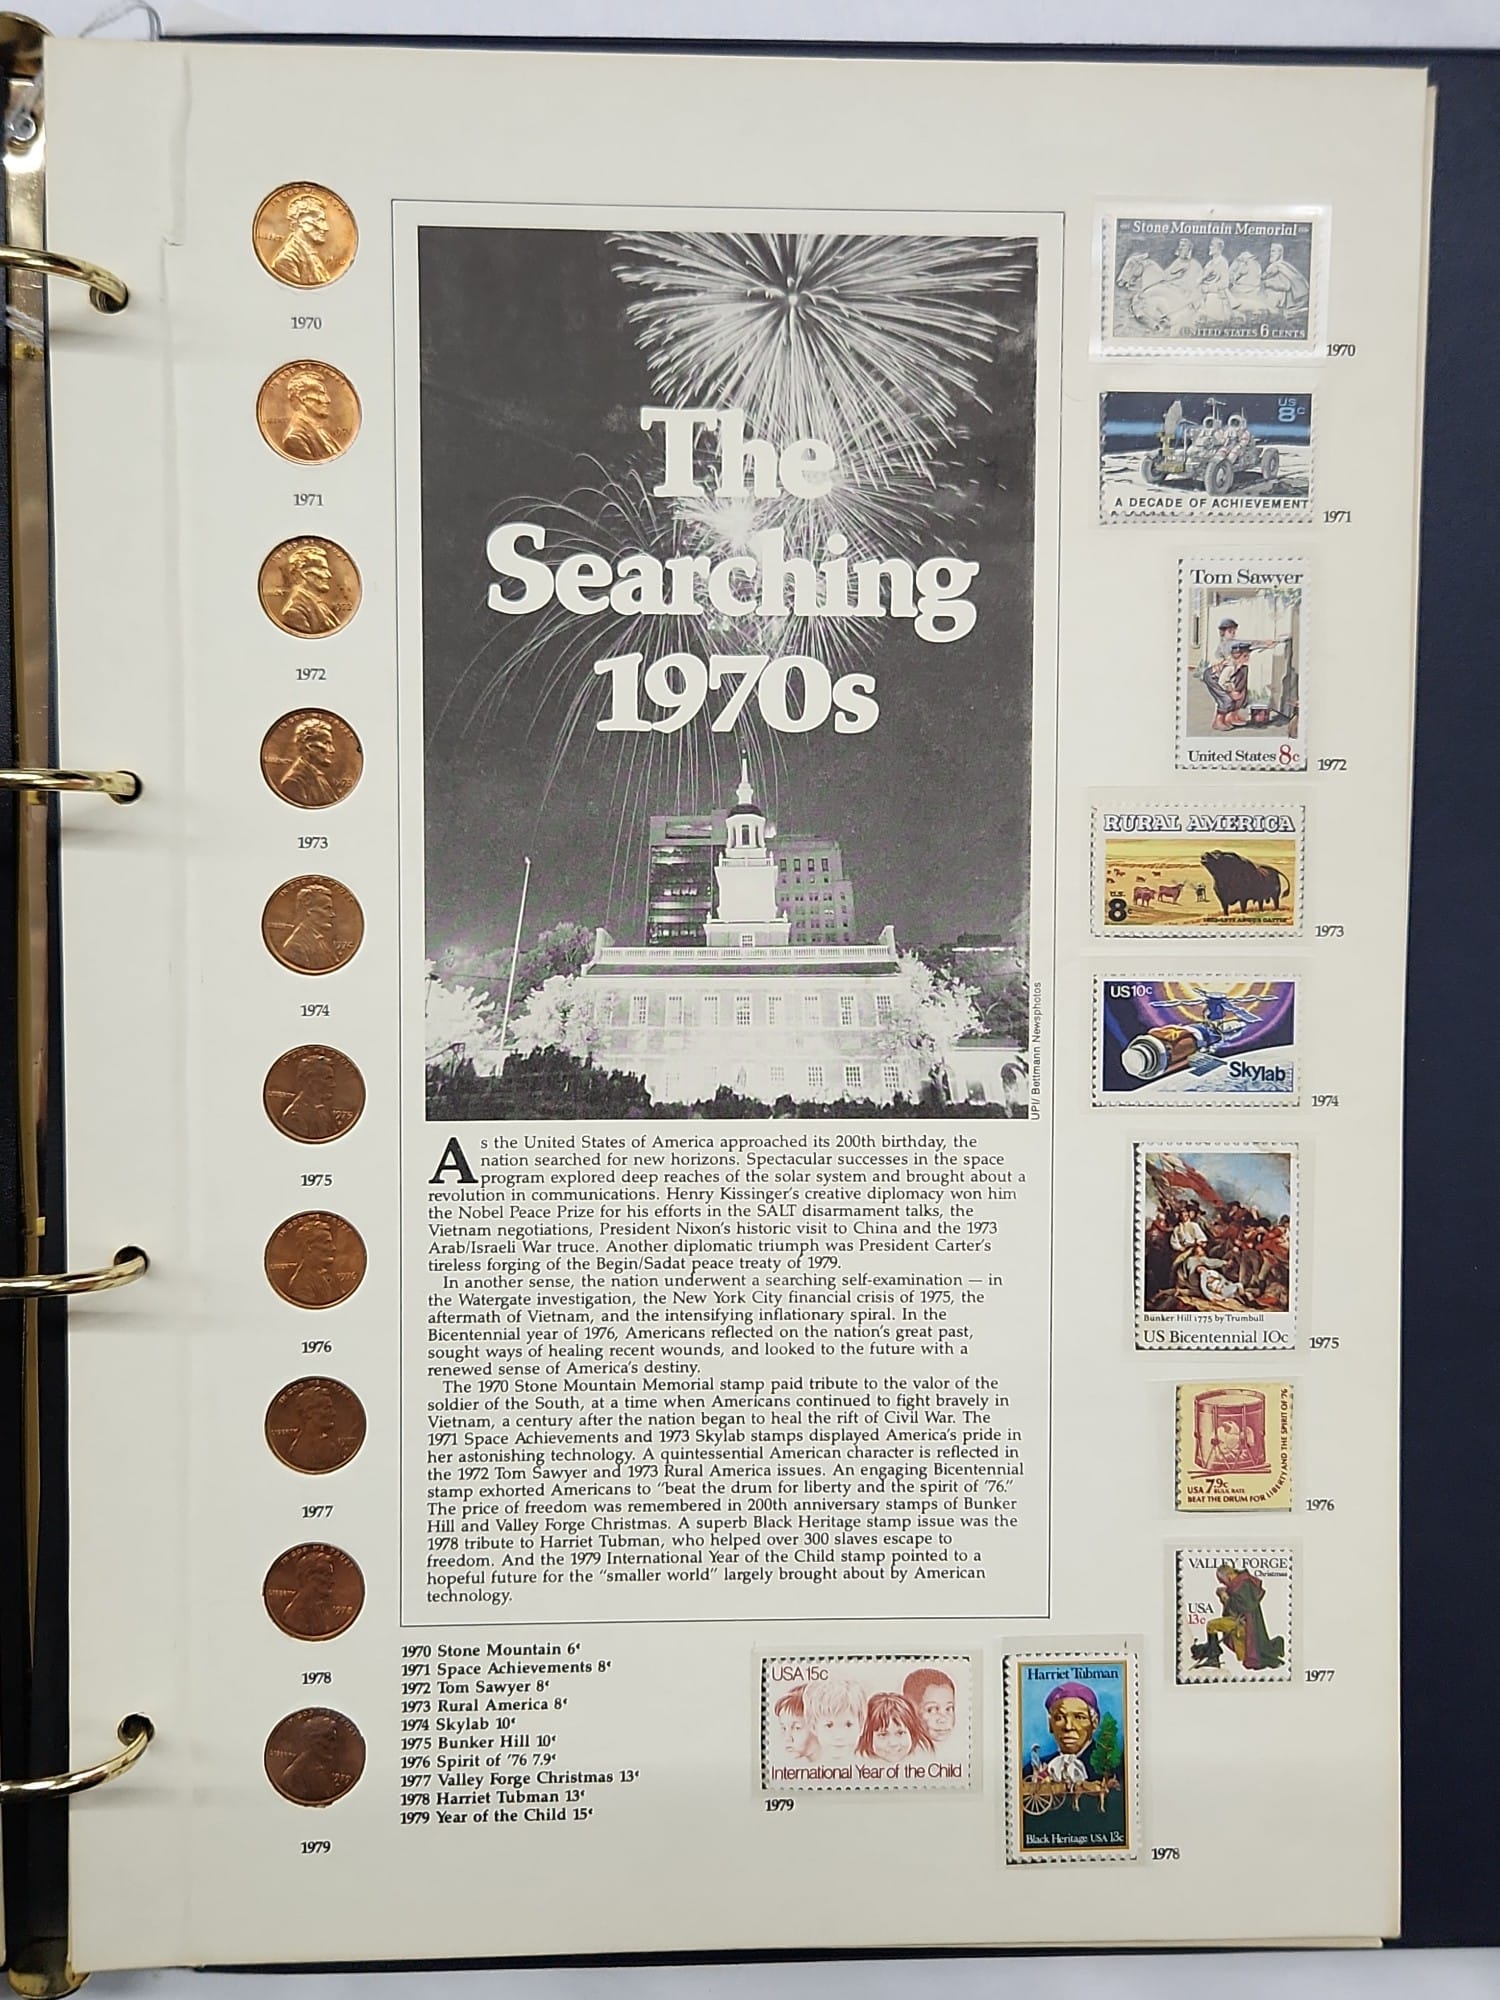 1970
1971
1972
1973
1974
1975
1976
1977
1978
1979
The
Searching
1970s
UPI/ Bettmann Newsphotos
As the United States of America approached its 200th birthday, the
nation searched for new horizons. Spectacular successes in the space
program explored deep reaches of the solar system and brought about a
revolution in communications. Henry Kissinger's creative diplomacy won him
the Nobel Peace Prize for his efforts in the SALT disarmament talks, the
Vietnam negotiations, President Nixon's historic visit to China and the 1973
Arab/Israeli War truce. Another diplomatic triumph was President Carter's
tireless forging of the Begin/Sadat peace treaty of 1979.
In another sense, the nation underwent a searching self-examination — in
the Watergate investigation, the New York City financial crisis of 1975, the
aftermath of Vietnam, and the intensifying inflationary spiral. In the
Bicentennial year of 1976, Americans reflected on the nation's great past,
sought ways of healing recent wounds, and looked to the future with a
renewed sense of America's destiny.
The 1970 Stone Mountain Memorial stamp paid tribute to the valor of the
soldier of the South, at a time when Americans continued to fight bravely in
Vietnam, a century after the nation began to heal the rift of Civil War. The
1971 Space Achievements and 1973 Skylab stamps displayed America's pride in
her astonishing technology. A quintessential American character is reflected in
the 1972 Tom Sawyer and 1973 Rural America issues. An engaging Bicentennial
stamp exhorted Americans to "beat the drum for liberty and the spirit of '76."
The price of freedom was remembered in 200th anniversary stamps of Bunker
Hill and Valley Forge Christmas. A superb Black Heritage stamp issue was the
1978 tribute to Harriet Tubman, who helped over 300 slaves escape to
freedom. And the 1979 International Year of the Child stamp pointed to a
hopeful future for the "smaller world" largely brought about by American
technology.
1970 Stone Mountain 6¢
1971 Space Achievements 8¢
1972 Tom Sawyer 8¢
1973 Rural America 8¢
1974 Skylab 10¢
1975 Bunker Hill 10¢
1976 Spirit of '76 7.9¢
1977 Valley Forge Christmas 13¢
1978 Harriet Tubman 13¢
1979 Year of the Child 15¢
Stone Mountain Memorial
UNITED STATES 6 CENTS
1970
US
8c
A DECADE OF ACHIEVEMENT
1971
Tom Sawyer
United States 8c
1972
RURAL AMERICA
U.S.
8c
1973
US 10c
Skylab
1974
Bunker Hill 1775 by Trumbull
US Bicentennial 10c
1975
USA 7.9c
BULK RATE
BEAT THE DRUM FOR LIBERTY AND THE SPIRIT OF '76
1976
VALLEY FORGE
Christmas
USA
13c
1977
USA 15c
International Year of the Child
1979
Harriet Tubman
Black Heritage USA 13c
1978